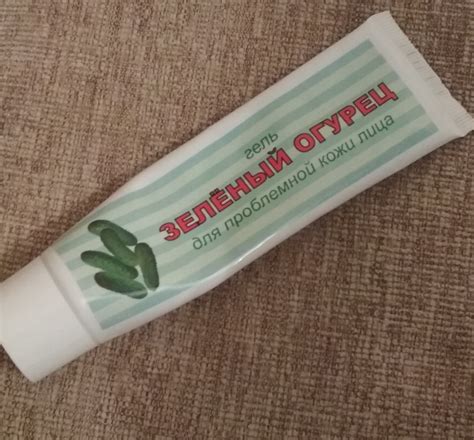 гель
ЗЕЛЁНЫЙ ОГУРЕЦ
для проблемной кожи лица